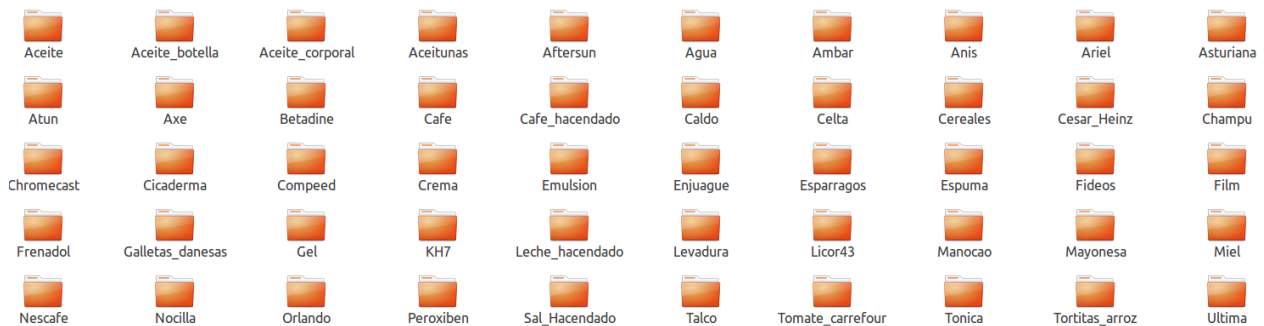 Aceite Aceite_botella Aceite_corporal Aceitunas Aftersun Agua Ambar Anis Ariel Asturiana
Atun Axe Betadine Cafe Cafe_hacendado Caldo Celta Cereales Cesar_Heinz Champu
Chromecast Cicaderma Compeed Crema Emulsion Enjuague Esparragos Espuma Fideos Film
Frenadol Galletas_danesas Gel KH7 Leche_hacendado Levadura Licor43 Manocao Mayonesa Miel
Nescafe Nocilla Orlando Peroxiben Sal_Hacendado Talco Tomate_carrefour Tonica Tortitas_arroz Ultima